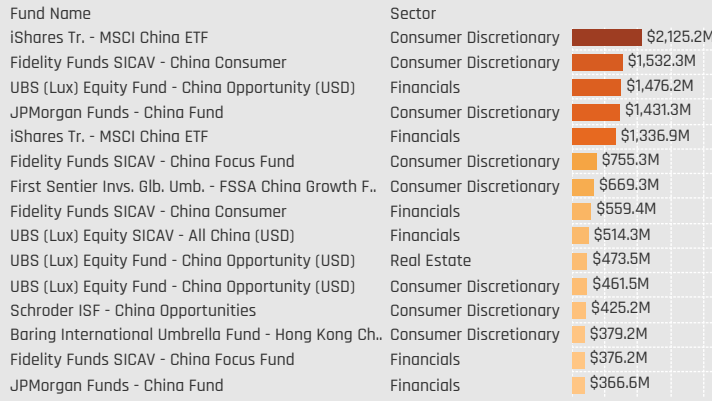 Fund Name Sector
iShares Tr. - MSCI China ETF Consumer Discretionary $2,125.2M
Fidelity Funds SICAV - China Consumer Consumer Discretionary $1,532.3M
UBS (Lux) Equity Fund - China Opportunity (USD) Financials $1,476.2M
JPMorgan Funds - China Fund Consumer Discretionary $1,431.3M
iShares Tr. - MSCI China ETF Financials $1,336.9M
Fidelity Funds SICAV - China Focus Fund Consumer Discretionary $755.3M
First Sentier Invs. Glb. Umb. - FSSA China Growth F.. Consumer Discretionary $669.3M
Fidelity Funds SICAV - China Consumer Financials $559.4M
UBS (Lux) Equity SICAV - All China (USD) Financials $514.3M
UBS (Lux) Equity Fund - China Opportunity (USD) Real Estate $473.5M
UBS (Lux) Equity Fund - China Opportunity (USD) Consumer Discretionary $461.5M
Schroder ISF - China Opportunities Consumer Discretionary $425.2M
Baring International Umbrella Fund - Hong Kong Ch.. Consumer Discretionary $379.2M
Fidelity Funds SICAV - China Focus Fund Financials $376.2M
JPMorgan Funds - China Fund Financials $366.6M